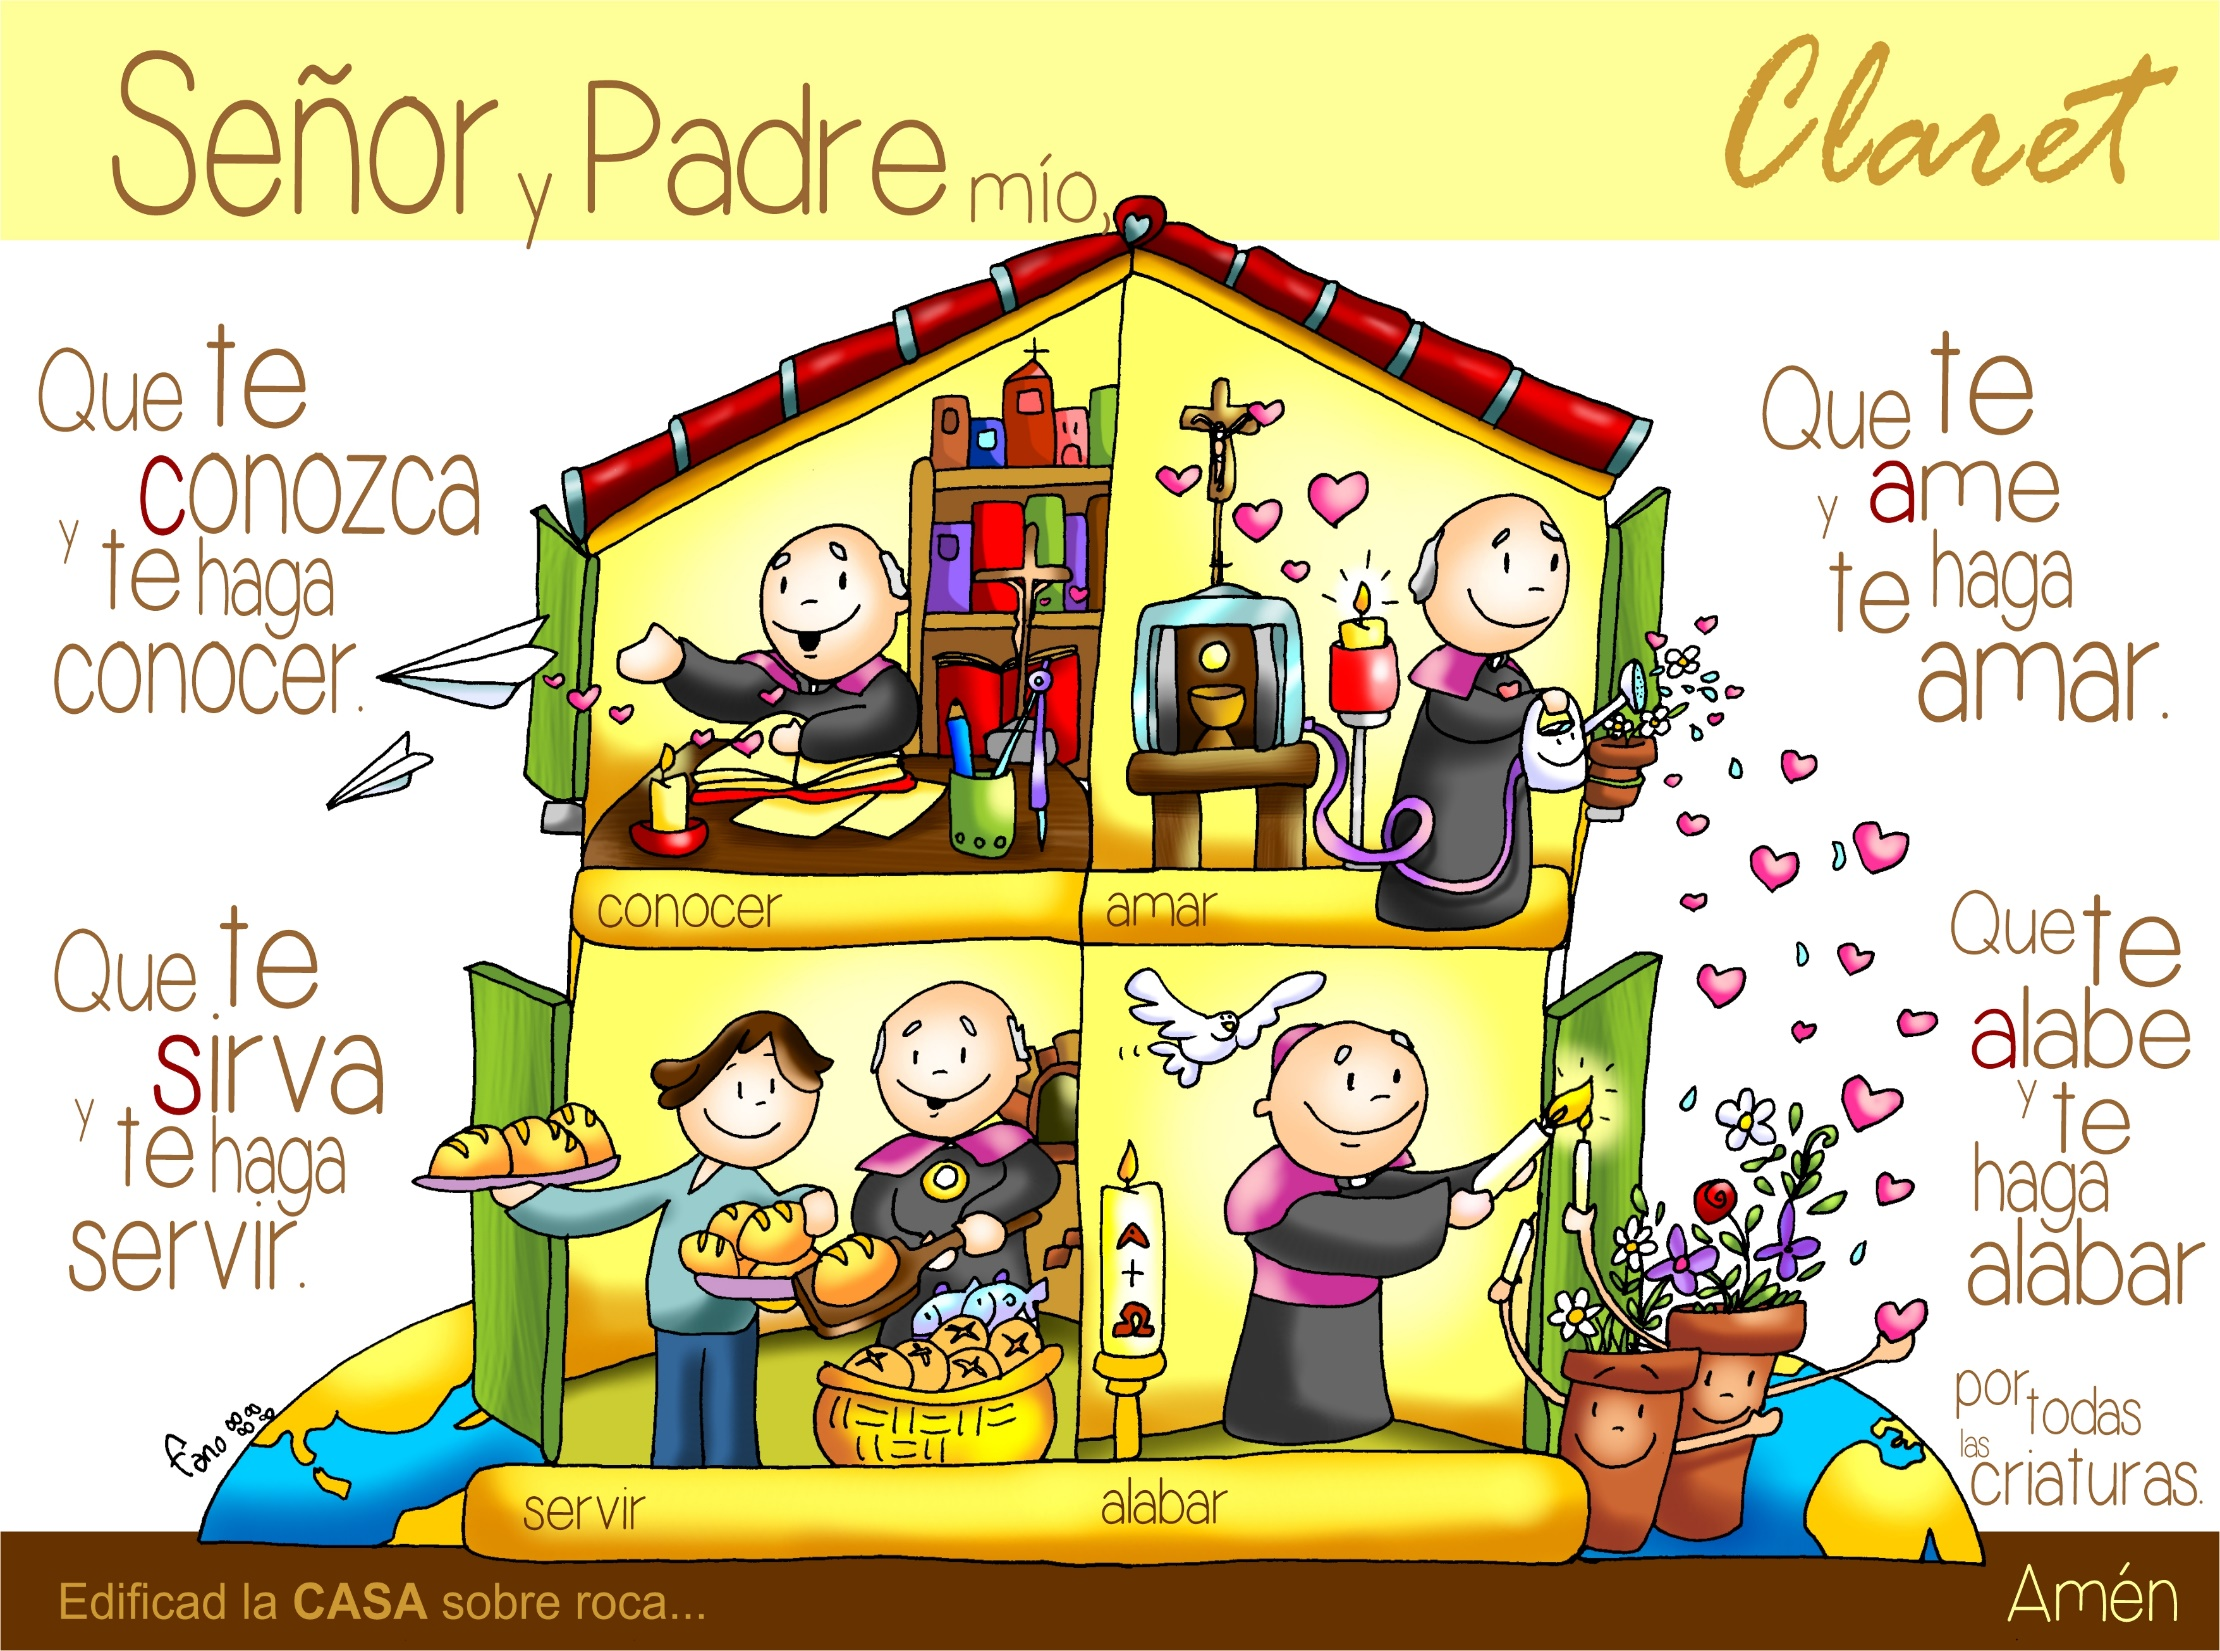 Señor y Padre mío,
Claret
Que te
conozca
y te haga
conocer.
Que te
y ame
te haga
amar.
conocer
amar
Que te
sirva
y te haga
servir.
Que te
alabe
y te
haga
alabar
por todas
las criaturas.
Α
Ω
servir
alabar
Fano
Edificad la CASA sobre roca...
Amén